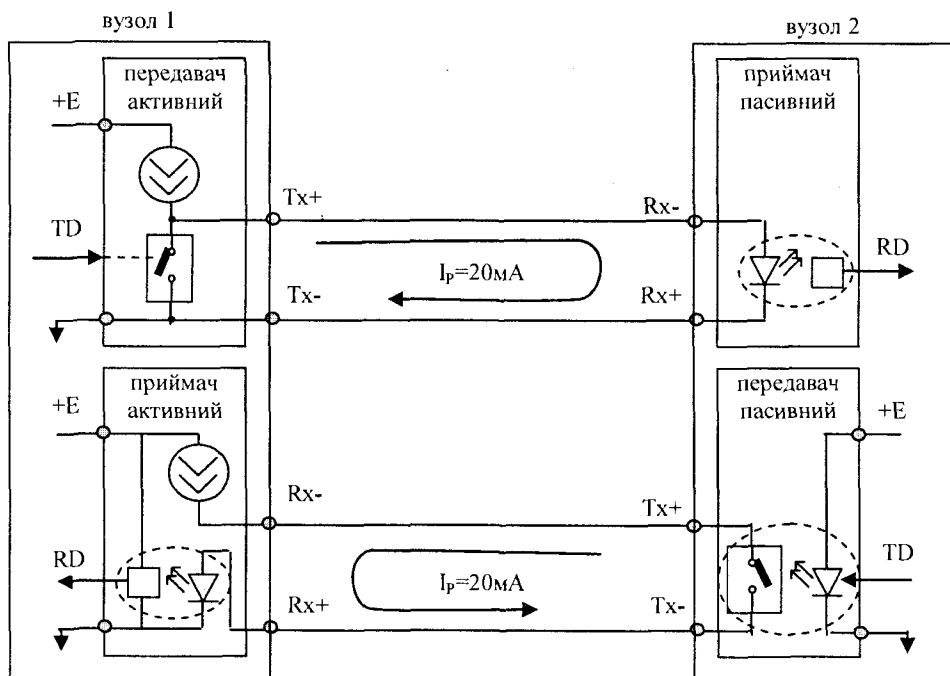 вузол 1
вузол 2
передавач
активний
приймач
пасивний
+E
Tx+
Rx-
TD
RD
Iр=20мА
Tx-
Rx+
приймач
активний
передавач
пасивний
+E
+E
Rx-
Tx+
RD
TD
Iр=20мА
Rx+
Tx-